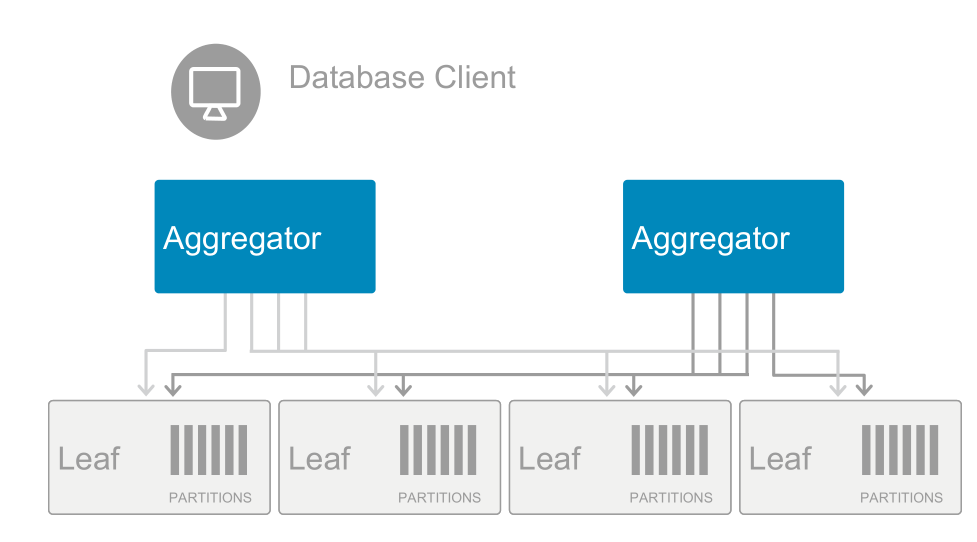 Database Client
Aggregator
Aggregator
Leaf
PARTITIONS
Leaf
PARTITIONS
Leaf
PARTITIONS
Leaf
PARTITIONS